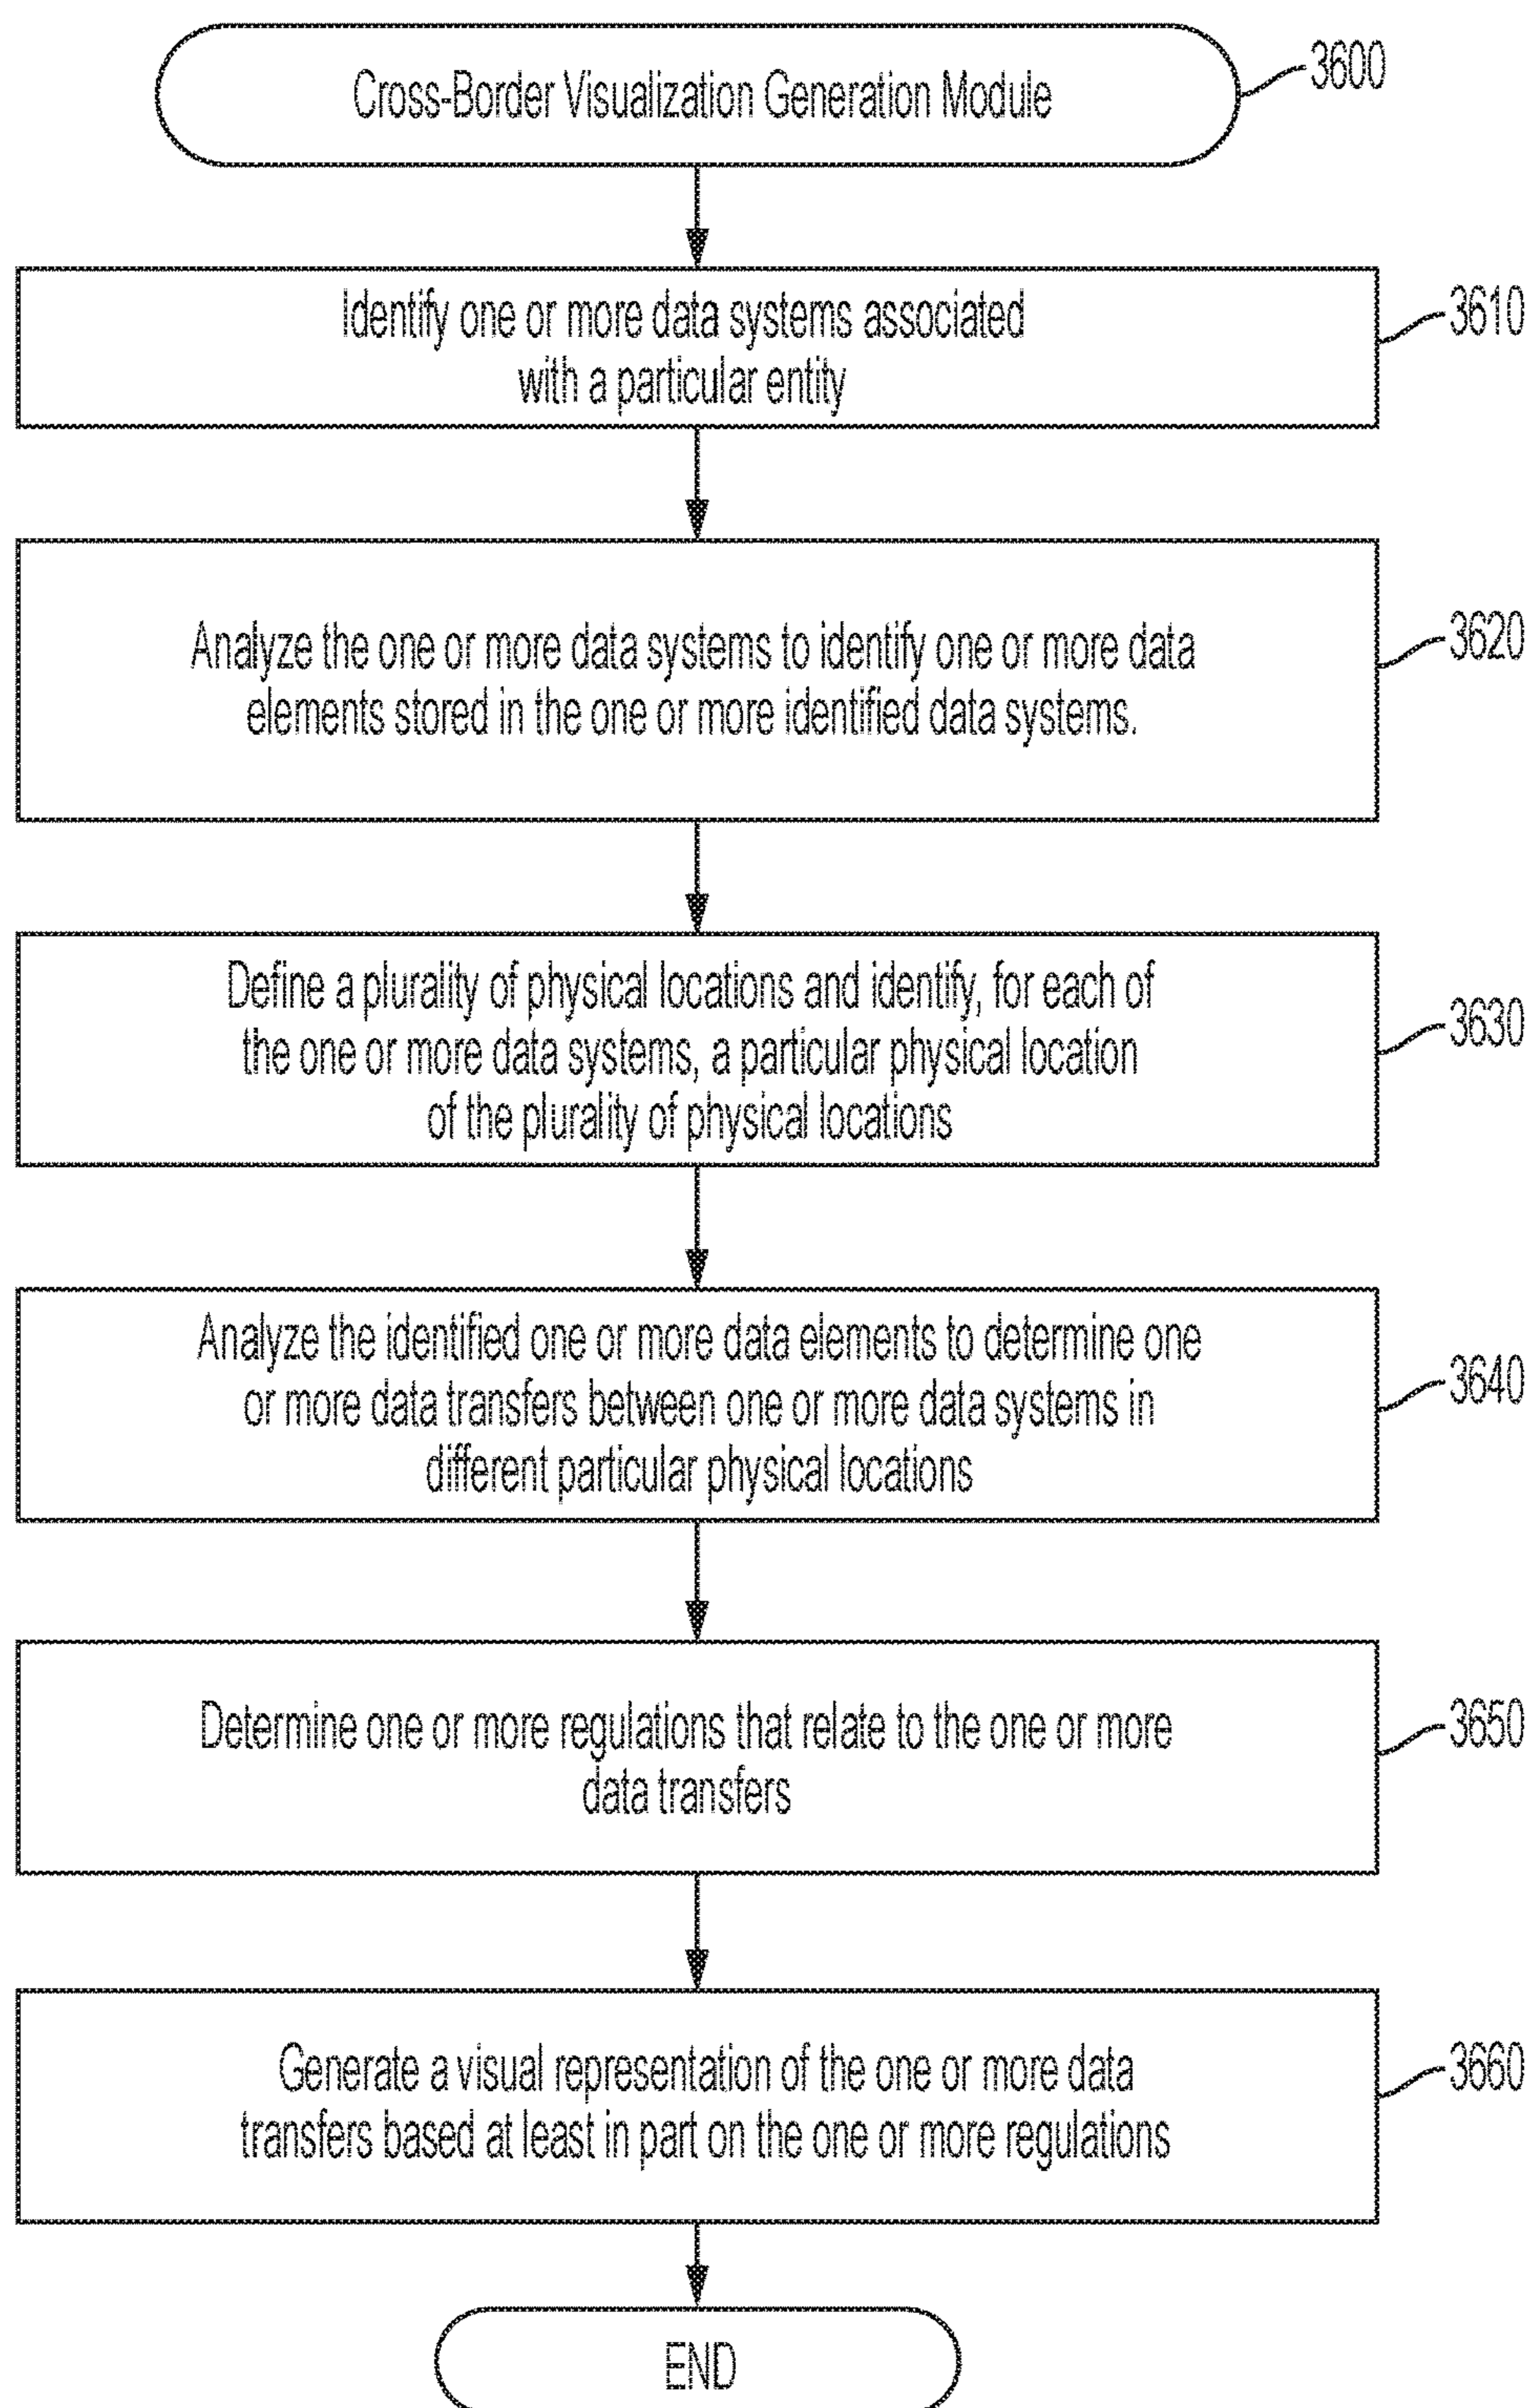 Cross-Border Visualization Generation Module
3600
Identify one or more data systems associated
with a particular entity
3610
Analyze the one or more data systems to identify one or more data
elements stored in the one or more identified data systems.
3620
Define a plurality of physical locations and identify, for each of
the one or more data systems, a particular physical location
of the plurality of physical locations
3630
Analyze the identified one or more data elements to determine one
or more data transfers between one or more data systems in
different particular physical locations
3640
Determine one or more regulations that relate to the one or more
data transfers
3650
Generate a visual representation of the one or more data
transfers based at least in part on the one or more regulations
3660
END